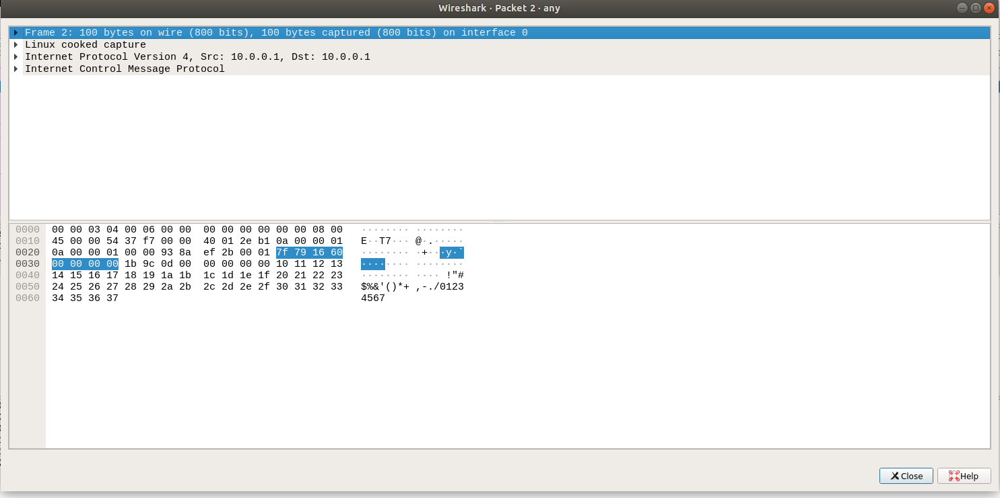 Wireshark · Packet 2 · any
Frame 2: 100 bytes on wire (800 bits), 100 bytes captured (800 bits) on interface 0
Linux cooked capture
Internet Protocol Version 4, Src: 10.0.0.1, Dst: 10.0.0.1
Internet Control Message Protocol
0000 00 00 03 04 00 06 00 00 00 00 00 00 00 00 08 00 ········ ········
0010 45 00 00 54 37 f7 00 00 40 01 2e b1 0a 00 00 01 E··T7··· @·.·····
0020 0a 00 00 01 00 00 93 8a ef 2b 00 01 7f 79 16 60 ········ ·+···y·`
0030 00 00 00 00 1b 9c 0d 00 00 00 00 00 10 11 12 13 ········ ········
0040 14 15 16 17 18 19 1a 1b 1c 1d 1e 1f 20 21 22 23 ········ ···· !"#
0050 24 25 26 27 28 29 2a 2b 2c 2d 2e 2f 30 31 32 33 $%&'()*+ ,-./0123
0060 34 35 36 37 4567
Close Help